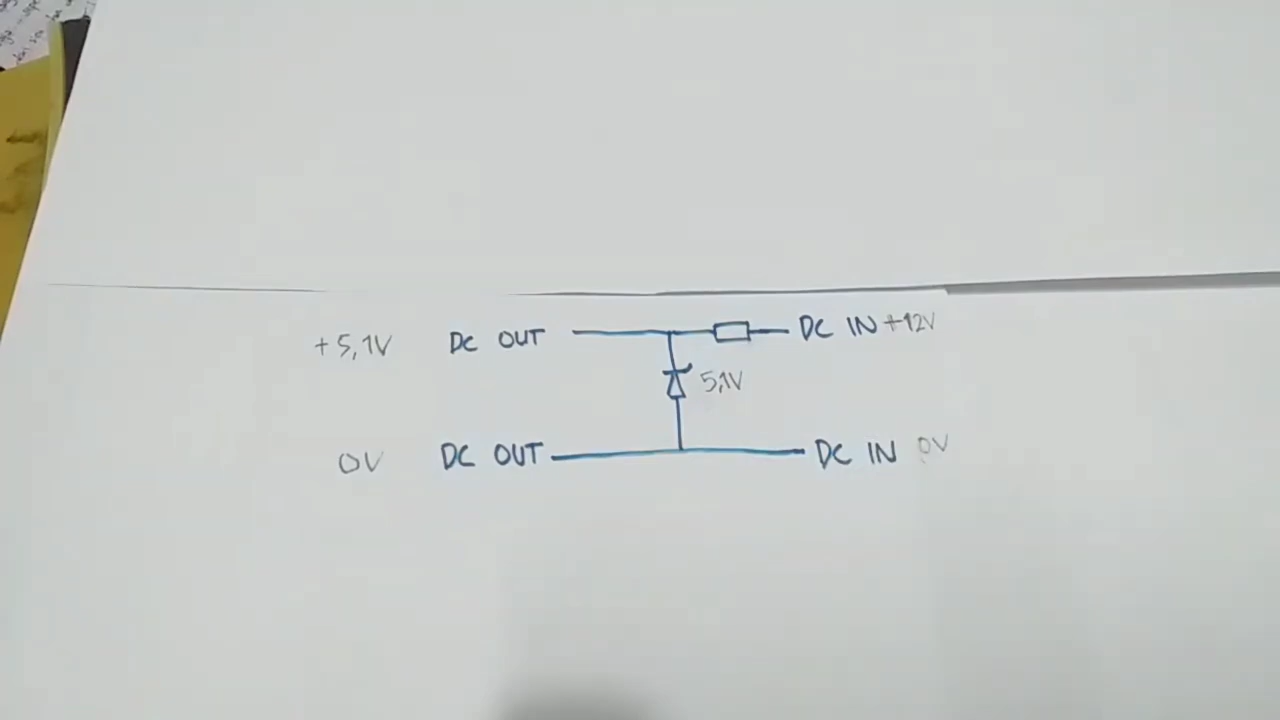 +5,1V DC OUT DC IN +12V
5,1V
0V DC OUT DC IN 0V